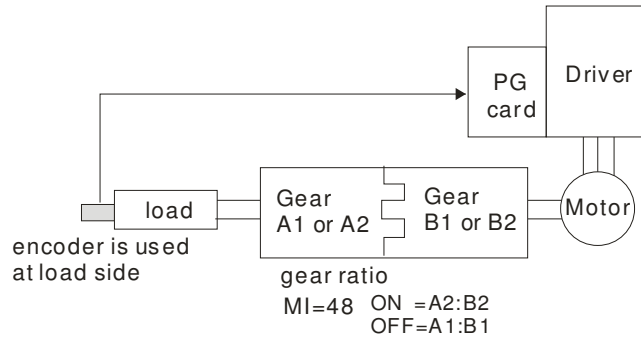 PG
card
Driver
load
Gear
A1 or A2
Gear
B1 or B2
Motor
encoder is used
at load side
gear ratio
MI=48 ON =A2:B2
OFF=A1:B1